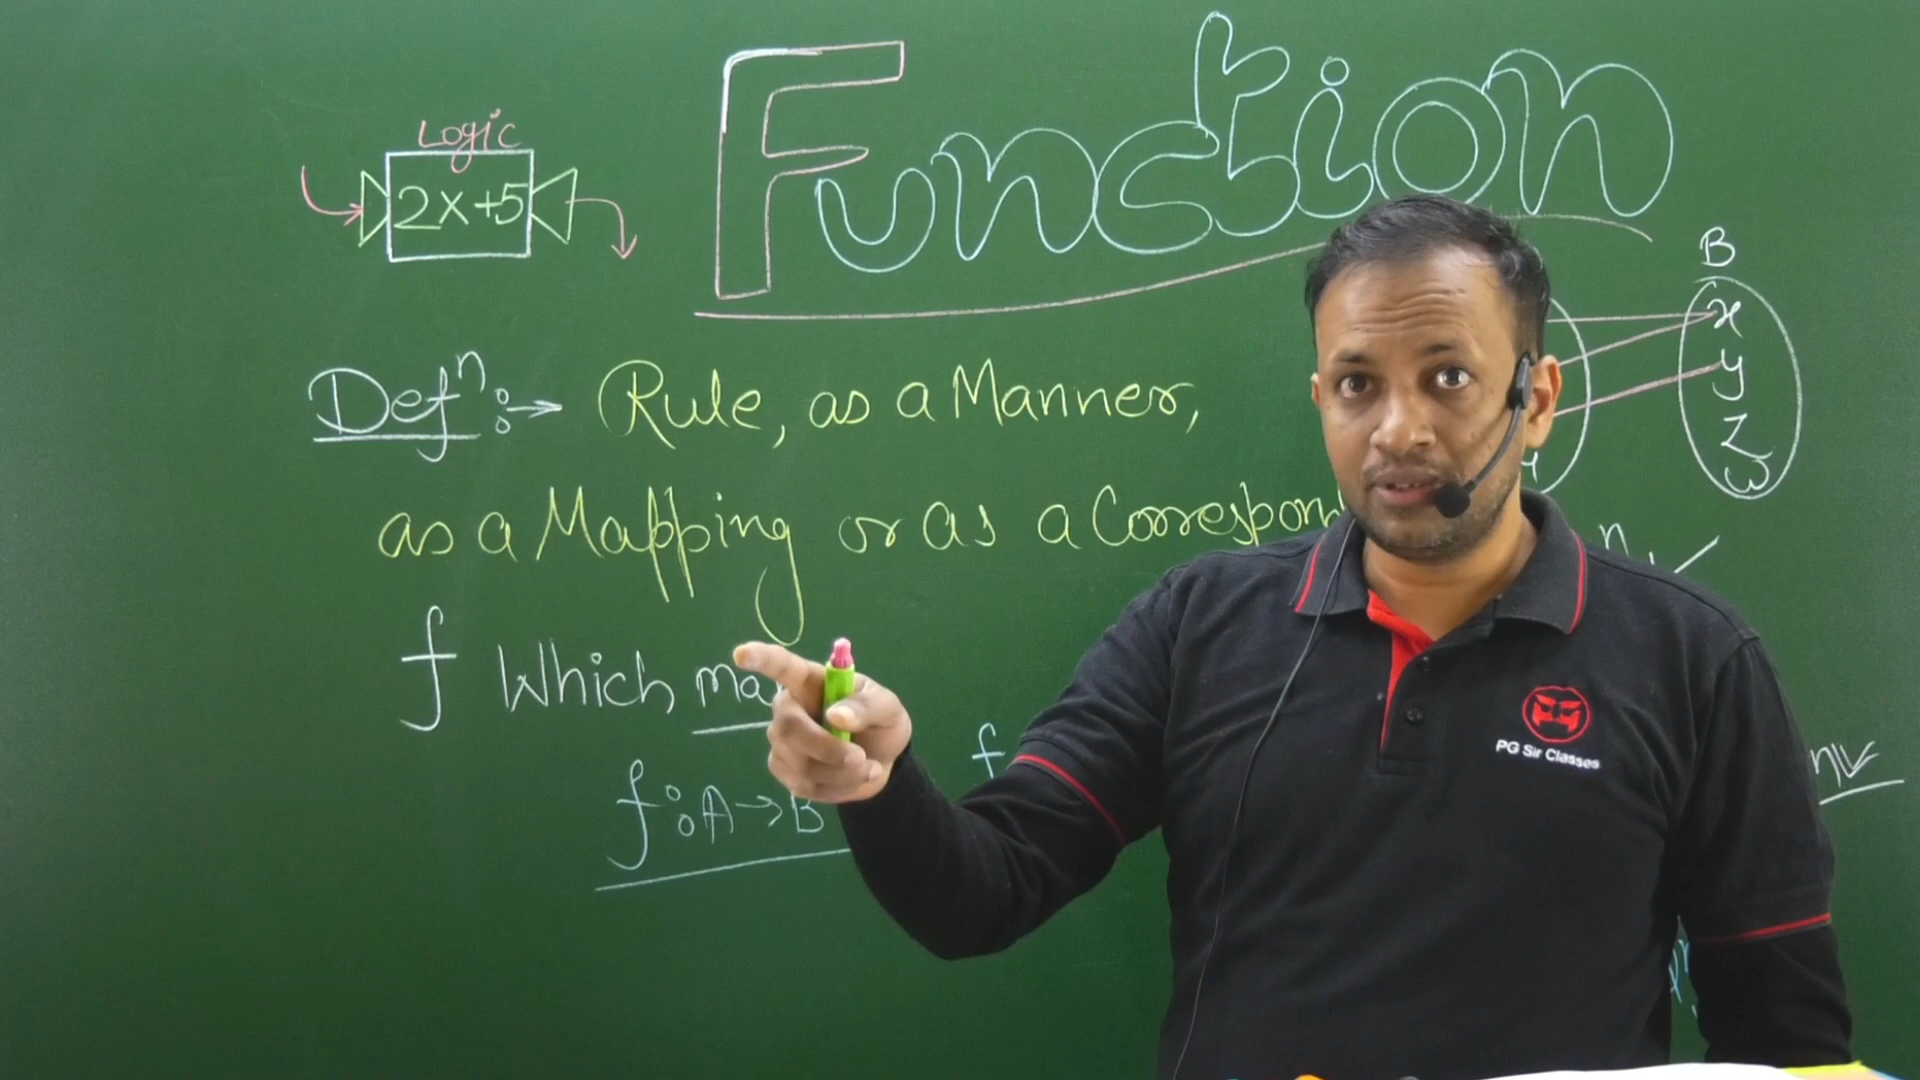 Logic
2x+5
Function
B
x
y
z
w
Defⁿ :→ Rule, as a Manner,
as a Mapping or as a Correspon
n
f Which ma
PG Sir Classes
f
f : A → B